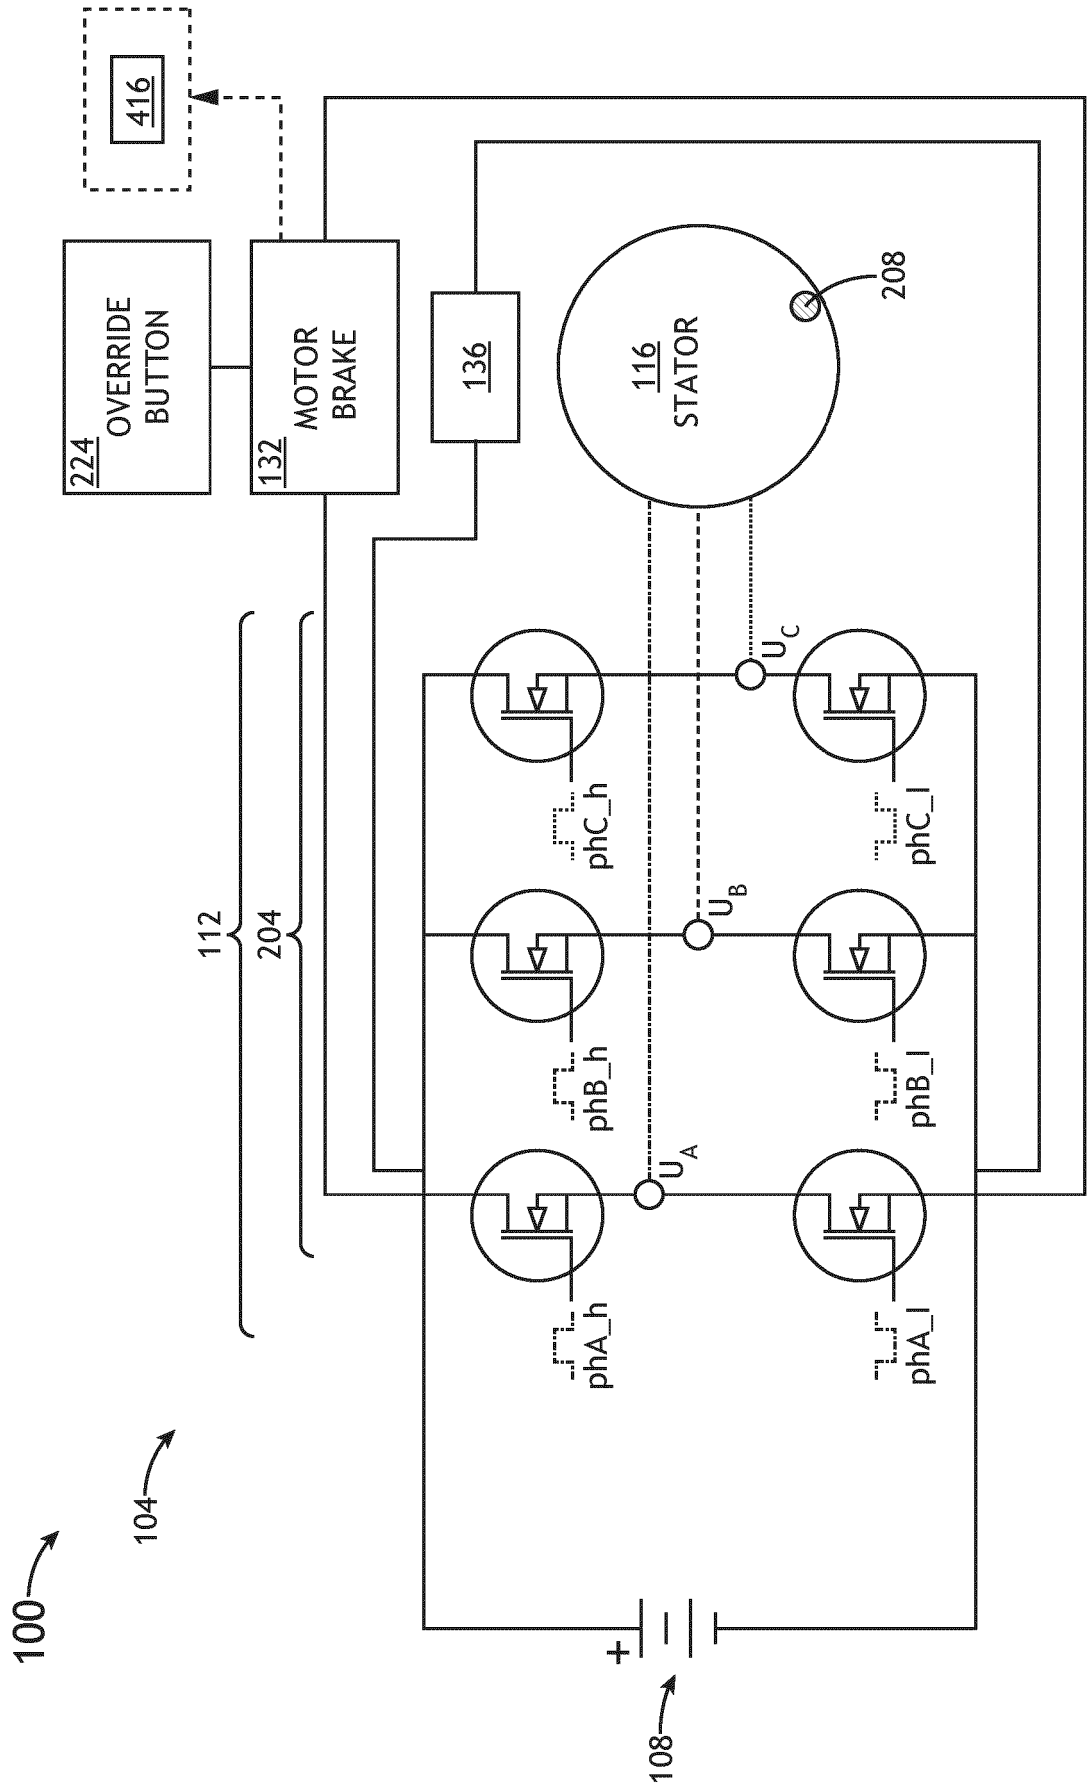 100
104
112
204
224
OVERRIDE
BUTTON
132
MOTOR
BRAKE
416
136
116
STATOR
208
phA_h
phB_h
phC_h
U_A
U_B
U_C
phA_l
phB_l
phC_l
+
108